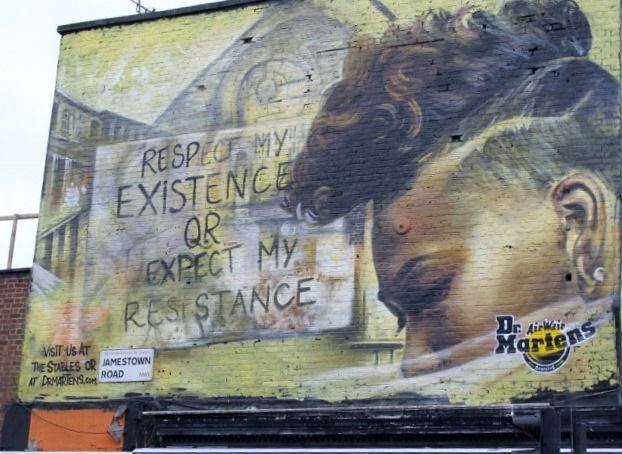 RESPECT MY
EXISTENCE
OR
EXPECT MY
RESISTANCE
VISIT US AT
THE STABLES OR
AT DRMARTENS.COM
JAMESTOWN
ROAD NW1
Dr. AirWair
Martens